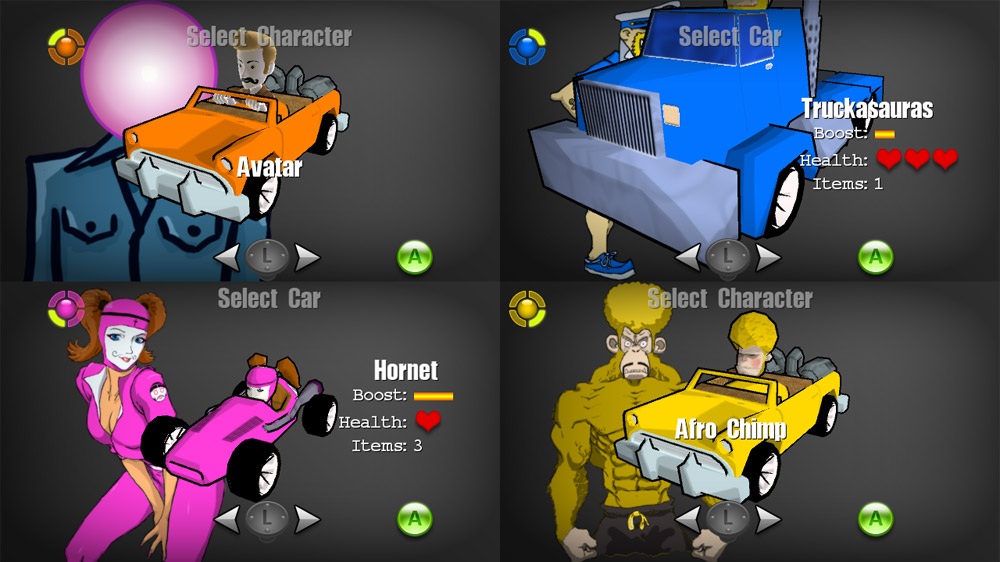 Select Character
Avatar
L
A
Select Car
Truckasauras
Boost:
Health:
Items: 1
L
A
Select Car
Hornet
Boost:
Health:
Items: 3
L
A
Select Character
Afro Chimp
L
A